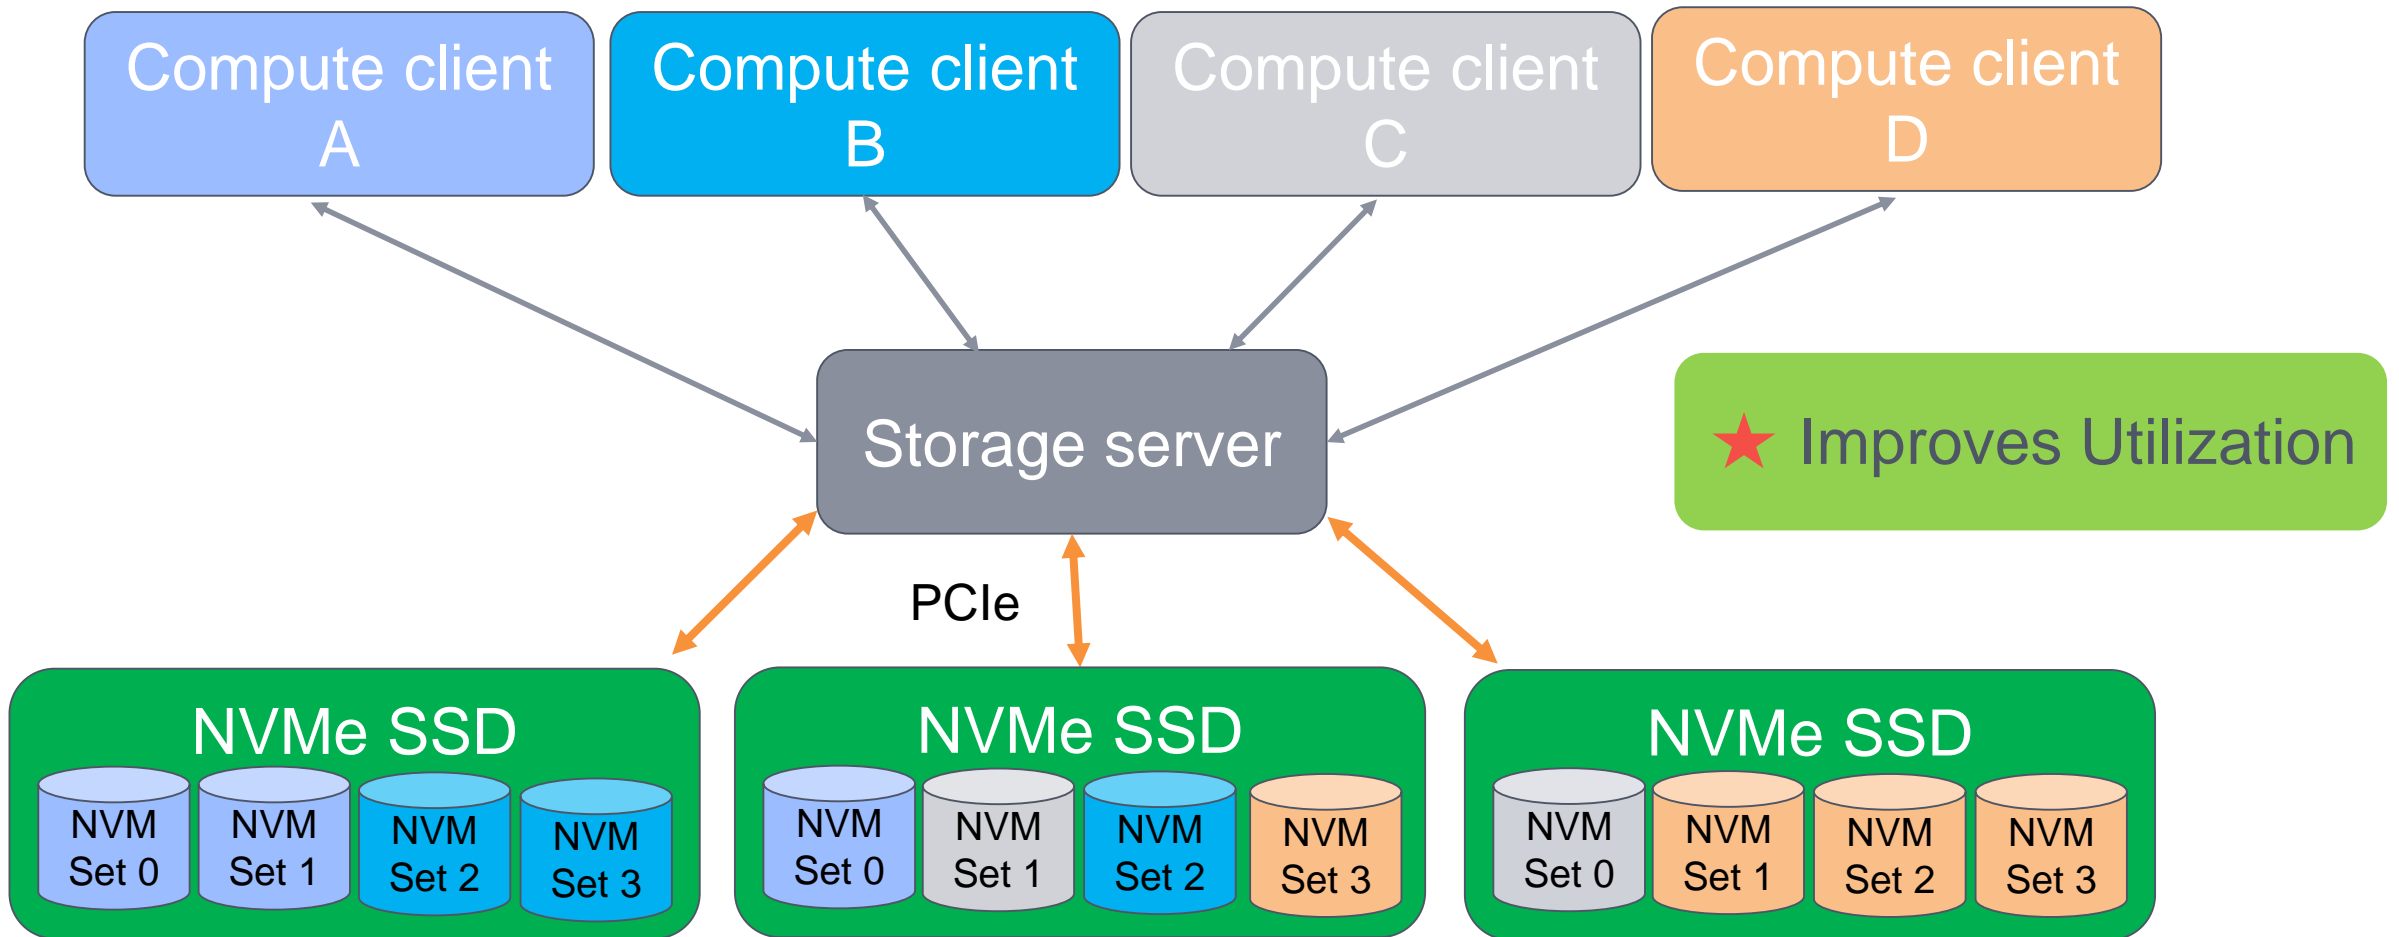 Compute client
A
Compute client
B
Compute client
C
Compute client
D
Storage server
★ Improves Utilization
PCIe
NVMe SSD
NVM
Set 0
NVM
Set 1
NVM
Set 2
NVM
Set 3
NVMe SSD
NVM
Set 0
NVM
Set 1
NVM
Set 2
NVM
Set 3
NVMe SSD
NVM
Set 0
NVM
Set 1
NVM
Set 2
NVM
Set 3